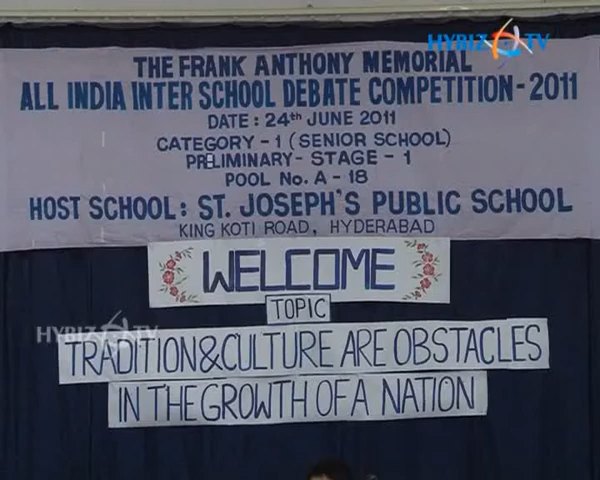 HYBIZ TV
THE FRANK ANTHONY MEMORIAL
ALL INDIA INTER SCHOOL DEBATE COMPETITION - 2011
DATE : 24th JUNE 2011
CATEGORY - 1 (SENIOR SCHOOL)
PRELIMINARY - STAGE - 1
POOL No. A - 18
HOST SCHOOL : ST. JOSEPH'S PUBLIC SCHOOL
KING KOTI ROAD, HYDERABAD
WELCOME
TOPIC
HYBIZ TV
TRADITION & CULTURE ARE OBSTACLES
IN THE GROWTH OF A NATION